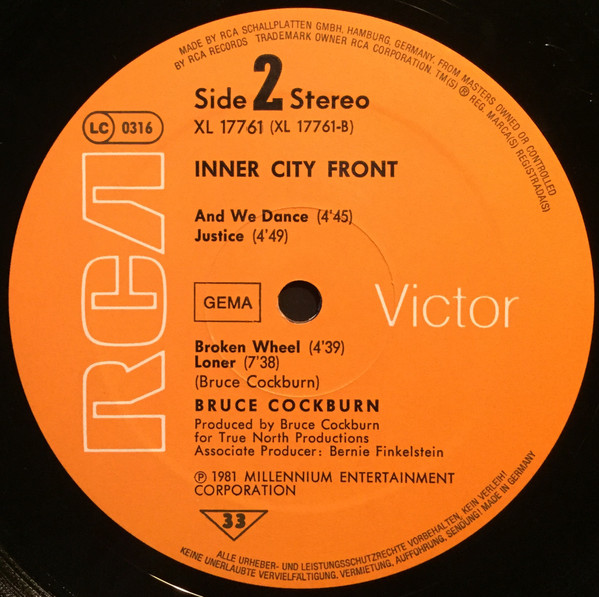 MADE BY RCA SCHALLPLATTEN GMBH, HAMBURG, GERMANY, FROM MASTERS OWNED OR CONTROLLED
BY RCA RECORDS TRADEMARK OWNER RCA CORPORATION. TM(S) ® REG. MARCA(S) REGISTRADA(S)
Side 2 Stereo
LC 0316
XL 17761 (XL 17761-B)
INNER CITY FRONT
And We Dance (4'45)
Justice (4'49)
RCA
GEMA
Victor
Broken Wheel (4'39)
Loner (7'38)
(Bruce Cockburn)
BRUCE COCKBURN
Produced by Bruce Cockburn
for True North Productions
Associate Producer: Bernie Finkelstein
℗ 1981 MILLENNIUM ENTERTAINMENT
CORPORATION
33
ALLE URHEBER- UND LEISTUNGSSCHUTZRECHTE VORBEHALTEN, KEIN VERLEIH!
KEINE UNERLAUBTE VERVIELFÄLTIGUNG, VERMIETUNG, AUFFÜHRUNG, SENDUNG! MADE IN GERMANY